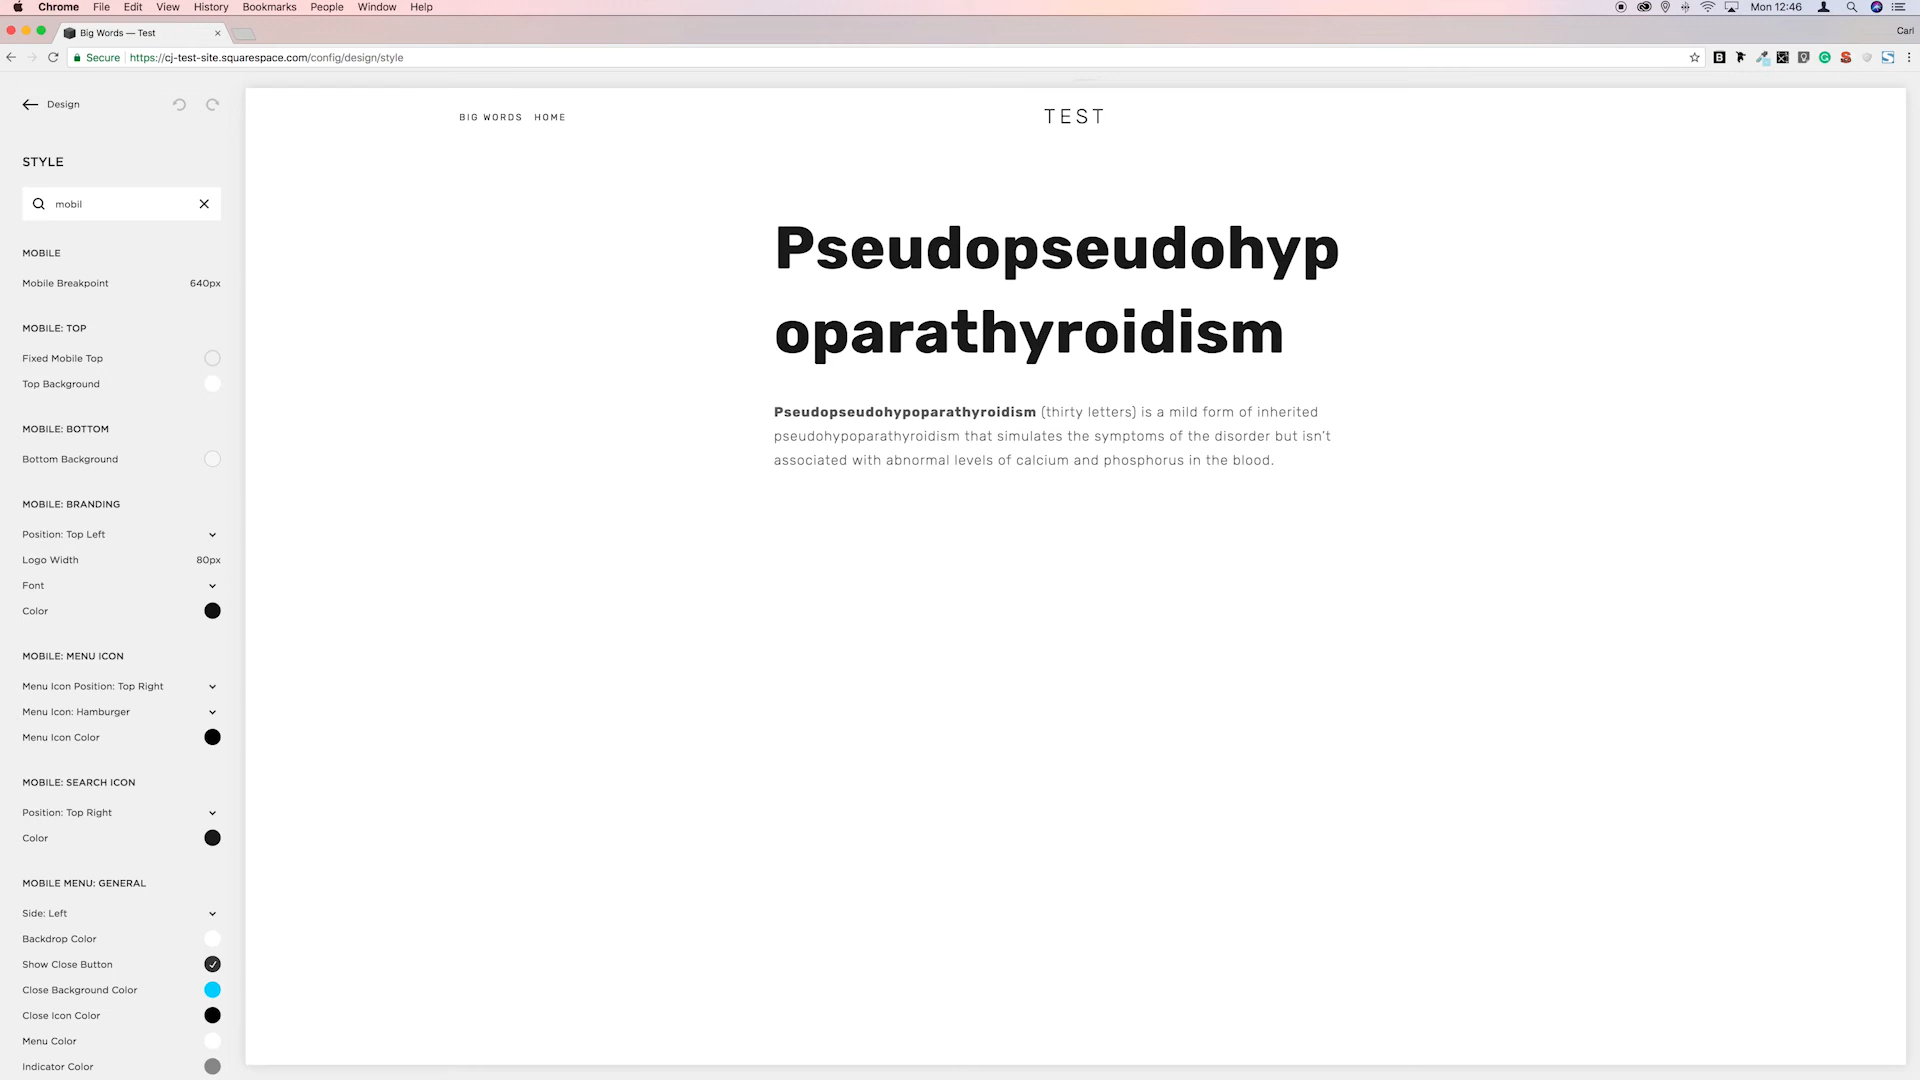 Chrome File Edit View History Bookmarks People Window Help Mon 12:46
Big Words — Test
Carl
Secure https://cj-test-site.squarespace.com/config/design/style
Design
STYLE
mobil
MOBILE
Mobile Breakpoint 640px
MOBILE: TOP
Fixed Mobile Top
Top Background
MOBILE: BOTTOM
Bottom Background
MOBILE: BRANDING
Position: Top Left
Logo Width 80px
Font
Color
MOBILE: MENU ICON
Menu Icon Position: Top Right
Menu Icon: Hamburger
Menu Icon Color
MOBILE: SEARCH ICON
Position: Top Right
Color
MOBILE MENU: GENERAL
Side: Left
Backdrop Color
Show Close Button
Close Background Color
Close Icon Color
Menu Color
Indicator Color
BIG WORDS HOME
TEST
Pseudopseudohyp
oparathyroidism
Pseudopseudohypoparathyroidism (thirty letters) is a mild form of inherited
pseudohypoparathyroidism that simulates the symptoms of the disorder but isn't
associated with abnormal levels of calcium and phosphorus in the blood.